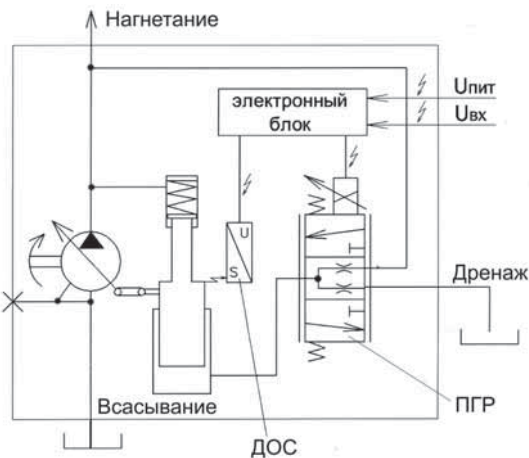 Нагнетание
электронный
блок
Uпит
Uвх
U
S
Дренаж
Всасывание
ПГР
ДОС